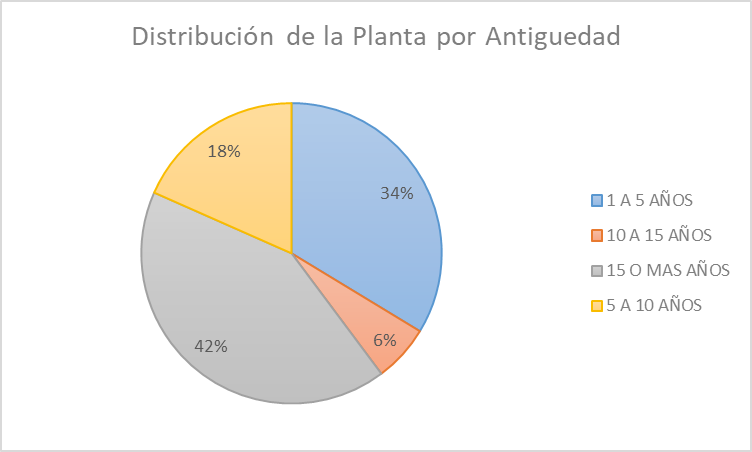 Distribución de la Planta por Antiguedad
18%
34%
6%
42%
1 A 5 AÑOS
10 A 15 AÑOS
15 O MAS AÑOS
5 A 10 AÑOS